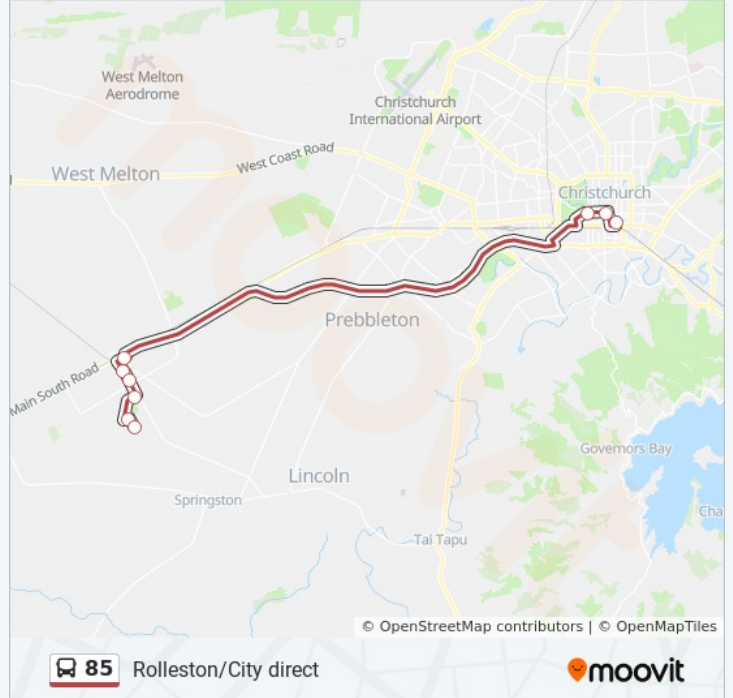 West Melton
Aerodrome
Christchurch
International Airport
West Coast Road
West Melton
Christchurch
Prebbleton
Main South Road
Governors Bay
Lincoln
Springston
Cha
Tai Tapu
© OpenStreetMap contributors | © OpenMapTiles
85 Rolleston/City direct
moovit